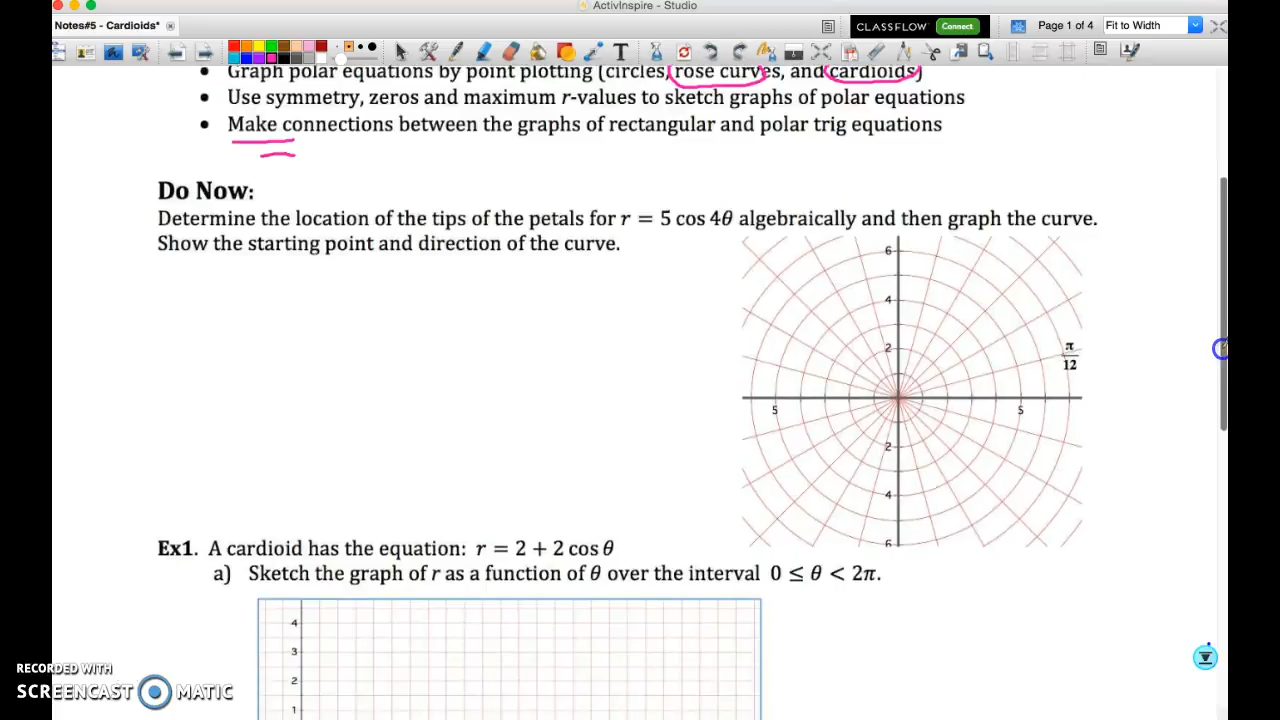 ActivInspire - Studio
Notes#5 - Cardioids*
CLASSFLOW Connect
Page 1 of 4
Fit to Width
• Graph polar equations by point plotting (circles, rose curves, and cardioids)
• Use symmetry, zeros and maximum r-values to sketch graphs of polar equations
• Make connections between the graphs of rectangular and polar trig equations
Do Now:
Determine the location of the tips of the petals for r = 5 cos 4θ algebraically and then graph the curve.
Show the starting point and direction of the curve.
6
4
2
π/12
5 5
2
4
6
Ex1. A cardioid has the equation: r = 2 + 2 cos θ
a) Sketch the graph of r as a function of θ over the interval 0 ≤ θ < 2π.
4
3
2
1
RECORDED WITH
SCREENCAST MATIC